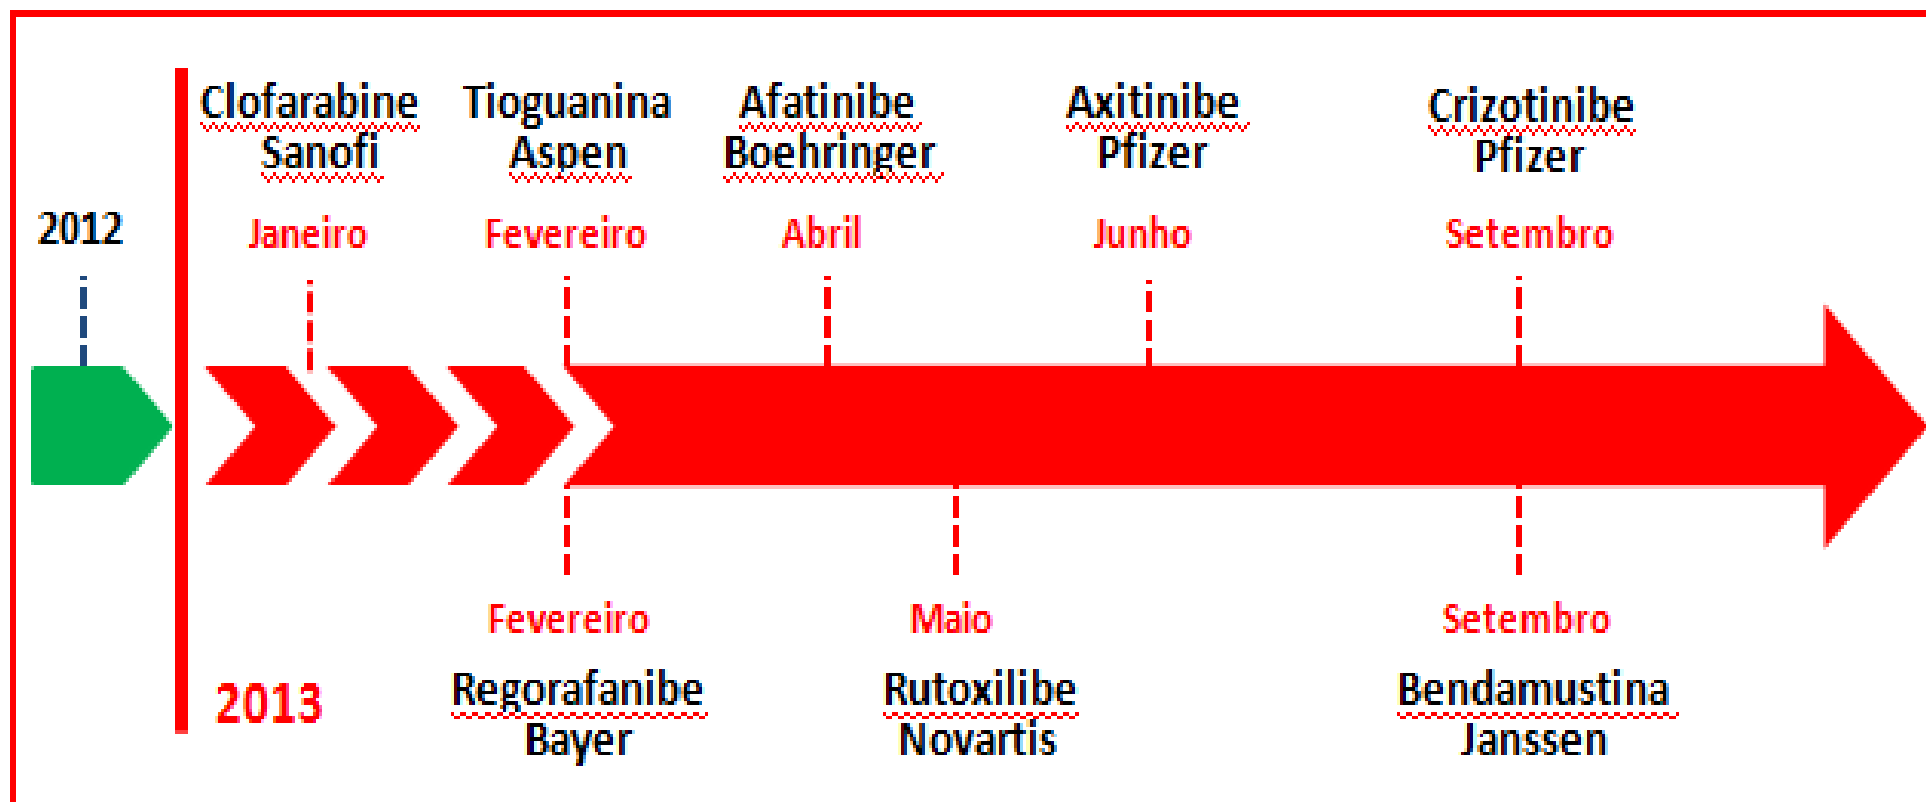 Clofarabine
Sanofi
Tioguanina
Aspen
Afatinibe
Boehringer
Axitinibe
Pfizer
Crizotinibe
Pfizer
2012
Janeiro
Fevereiro
Abril
Junho
Setembro
Fevereiro
Maio
Setembro
2013
Regorafanibe
Bayer
Rutoxilibe
Novartis
Bendamustina
Janssen